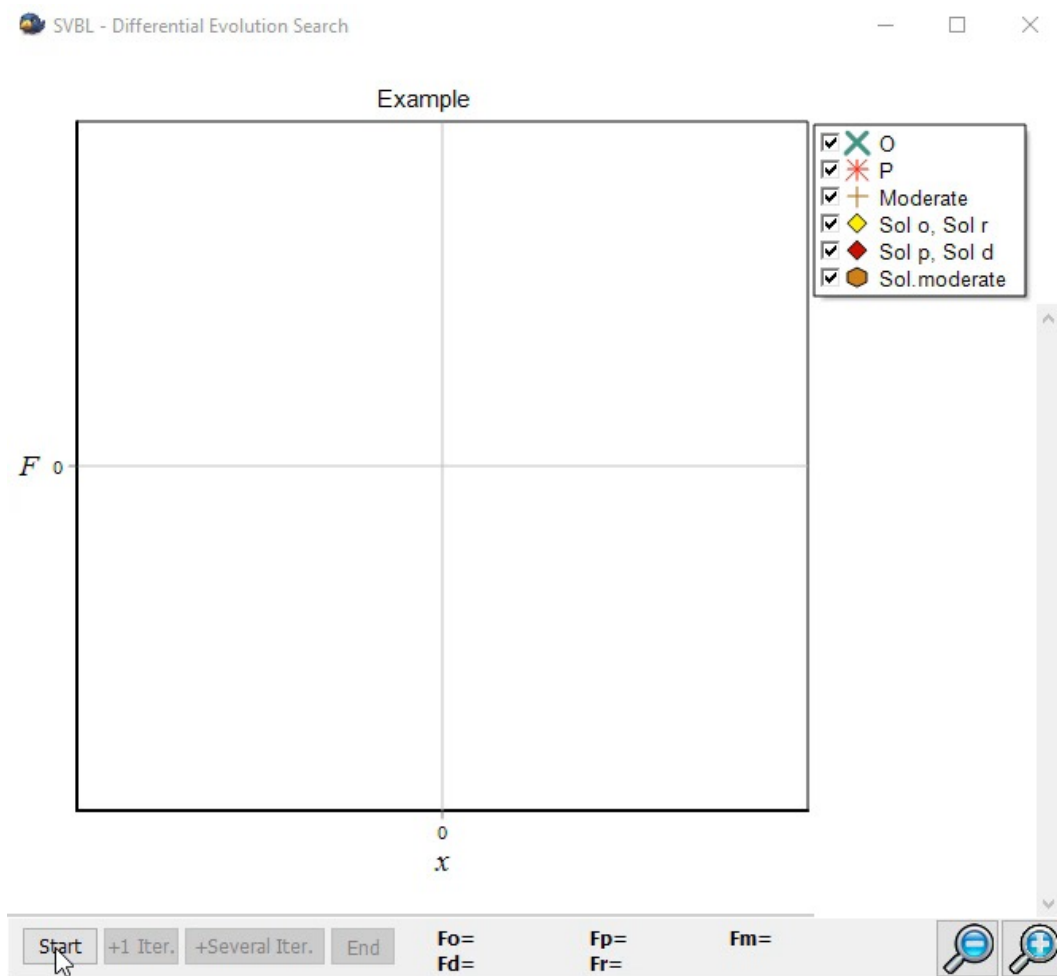 SVBL - Differential Evolution Search
Example
O
P
Moderate
Sol o, Sol r
Sol p, Sol d
Sol.moderate
F 0
0
x
Start +1 Iter. +Several Iter. End Fo= Fp= Fm=
Fd= Fr=